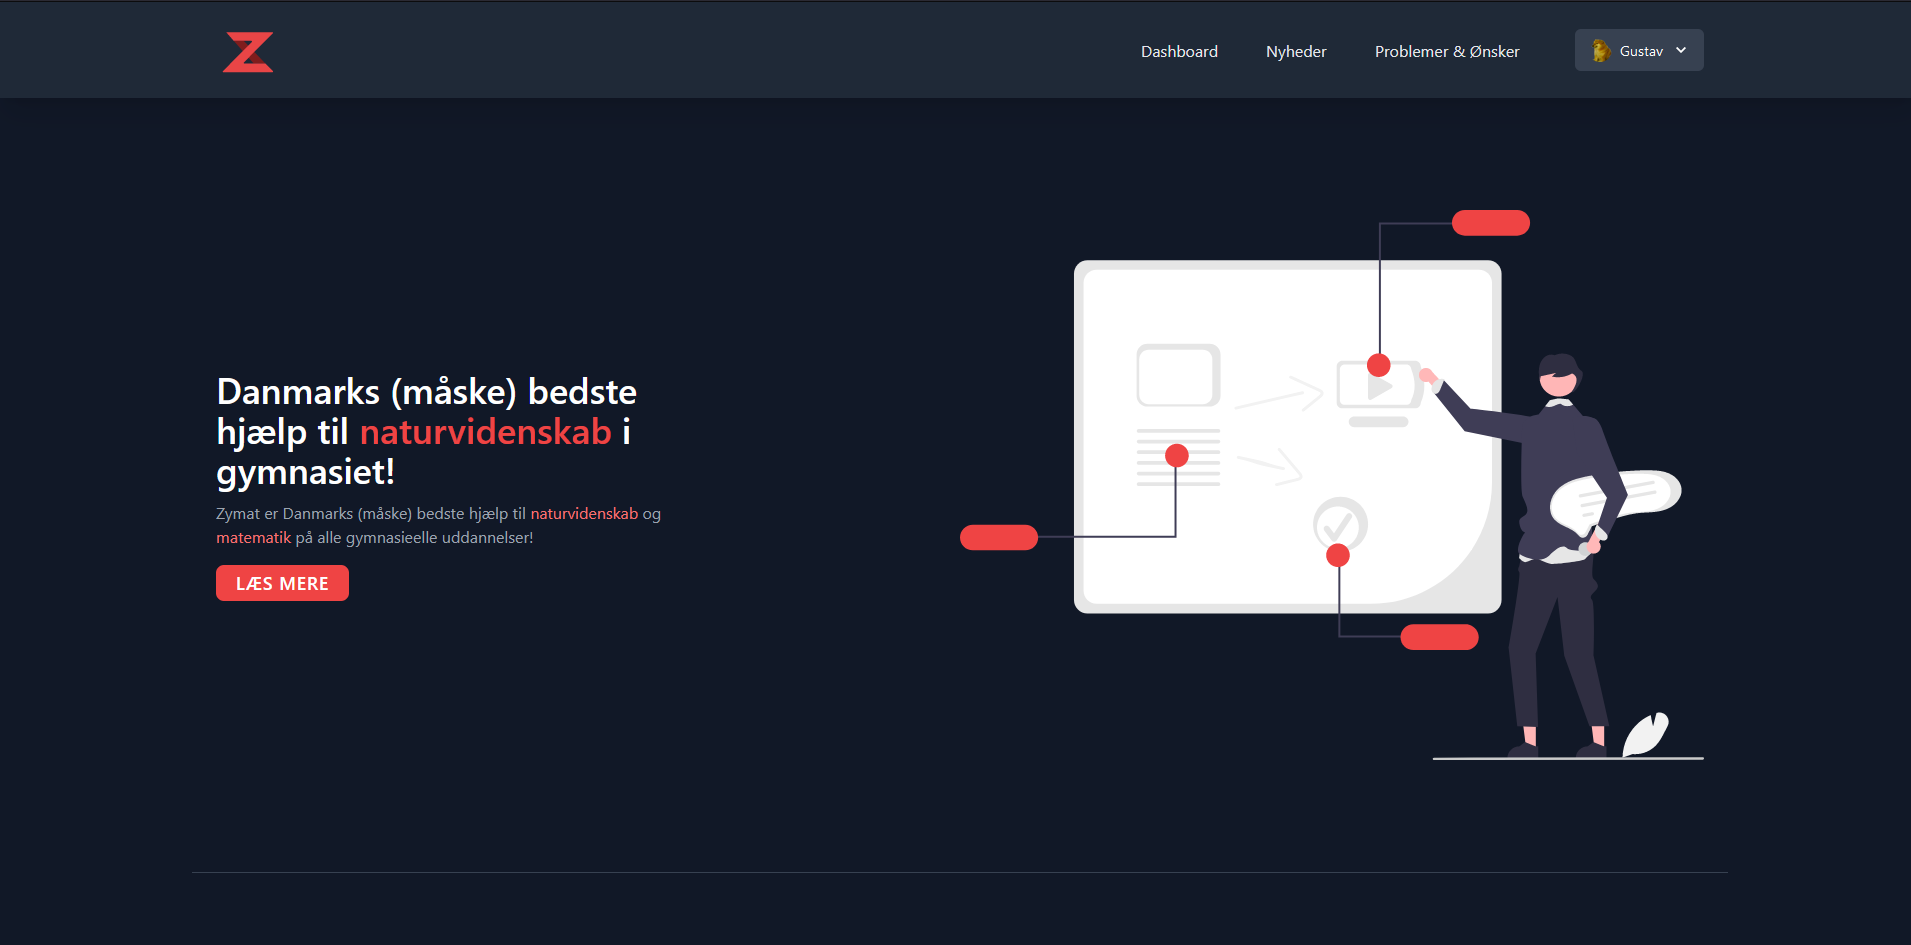 Dashboard
Nyheder
Problemer & Ønsker
Gustav
Danmarks (måske) bedste
hjælp til naturvidenskab i
gymnasiet!
Zymat er Danmarks (måske) bedste hjælp til naturvidenskab og
matematik på alle gymnasieelle uddannelser!
LÆS MERE